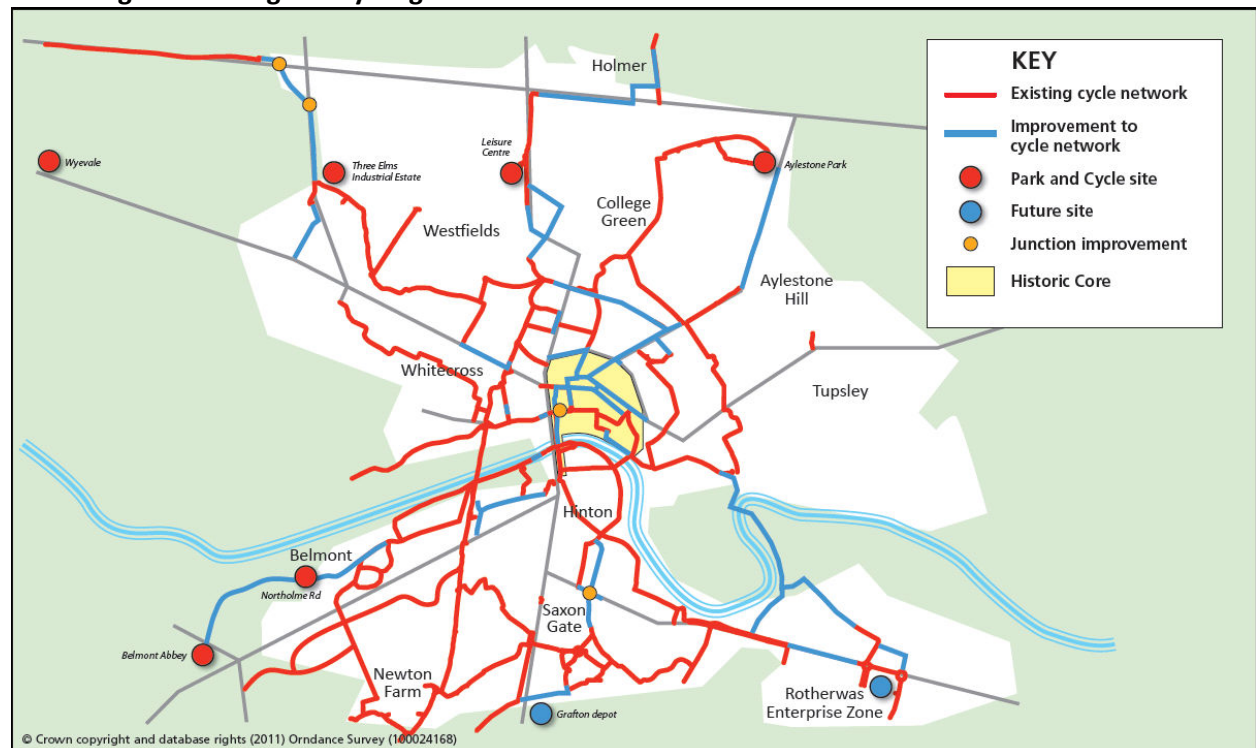 KEY
Existing cycle network
Improvement to
cycle network
Park and Cycle site
Future site
Junction improvement
Historic Core
Holmer
Wyevale
Three Elms
Industrial Estate
Leisure
Centre
Aylestone Park
College
Green
Westfields
Aylestone
Hill
Whitecross
Tupsley
Hinton
Belmont
Northolme Rd
Saxon
Gate
Belmont Abbey
Newton
Farm
Rotherwas
Enterprise Zone
Grafton depot
© Crown copyright and database rights (2011) Orndance Survey (100024168)